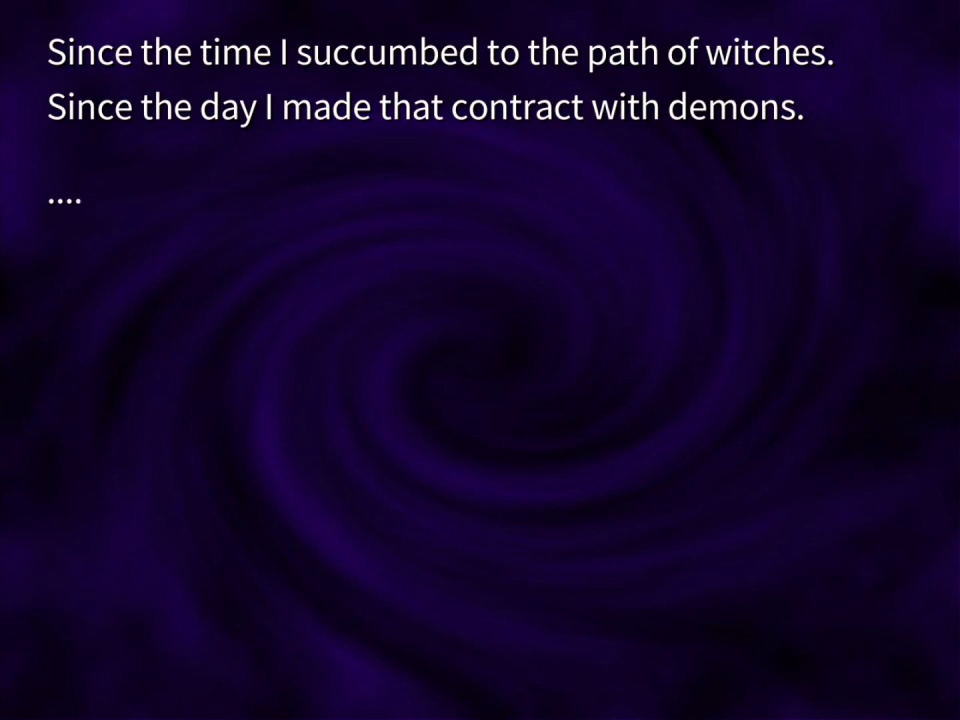 Since the time I succumbed to the path of witches.
Since the day I made that contract with demons.
....